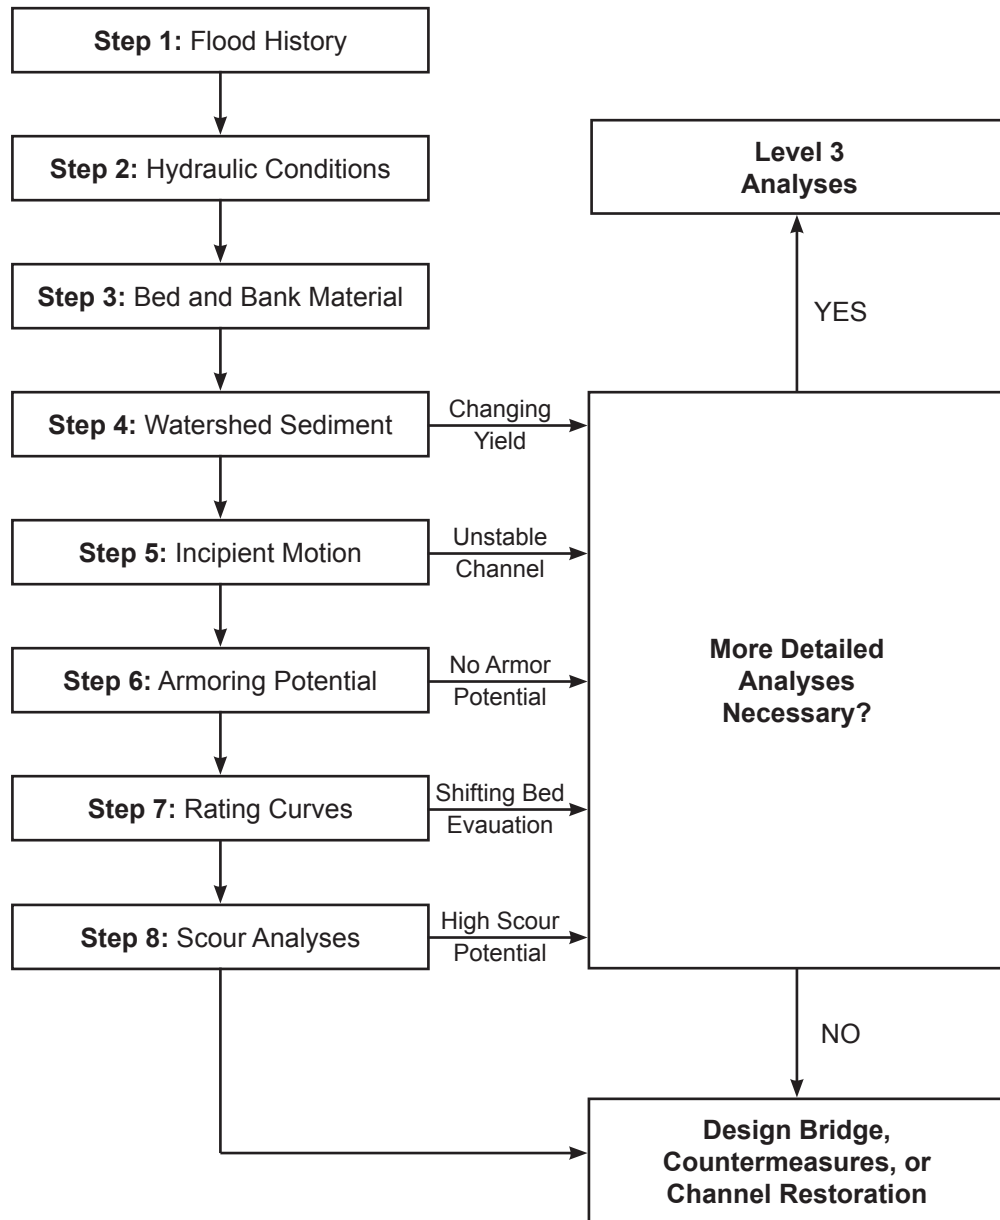 Step 1: Flood History
Step 2: Hydraulic Conditions
Level 3
Analyses
Step 3: Bed and Bank Material
YES
Step 4: Watershed Sediment
Changing
Yield
Step 5: Incipient Motion
Unstable
Channel
Step 6: Armoring Potential
No Armor
Potential
More Detailed
Analyses
Necessary?
Step 7: Rating Curves
Shifting Bed
Evauation
Step 8: Scour Analyses
High Scour
Potential
NO
Design Bridge,
Countermeasures, or
Channel Restoration